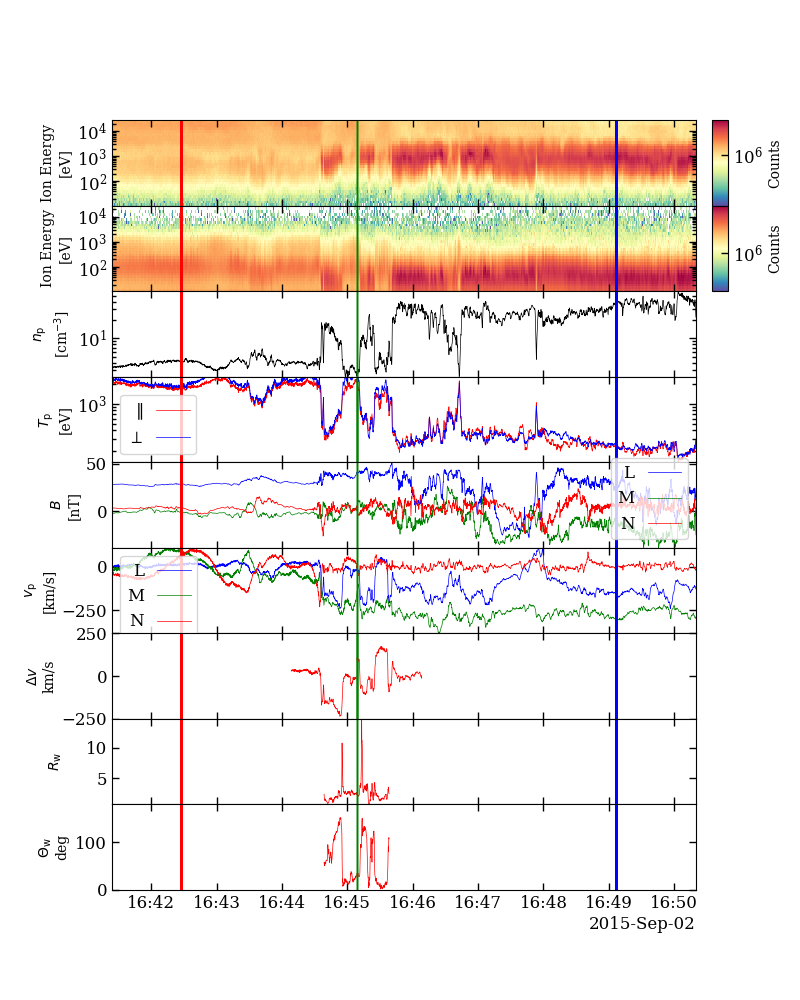 Ion Energy
[eV]
10⁴
10³
10²
10⁶
Counts
Ion Energy
[eV]
10⁴
10³
10²
10⁶
Counts
nₚ
[cm⁻³]
10¹
Tₚ
[eV]
10³
∥
⊥
B
[nT]
50
0
L
M
N
vₚ
[km/s]
0
−250
L
M
N
Δv
km/s
250
0
−250
R_w
10
5
Θ_w
deg
100
0
16:42 16:43 16:44 16:45 16:46 16:47 16:48 16:49 16:50
2015-Sep-02